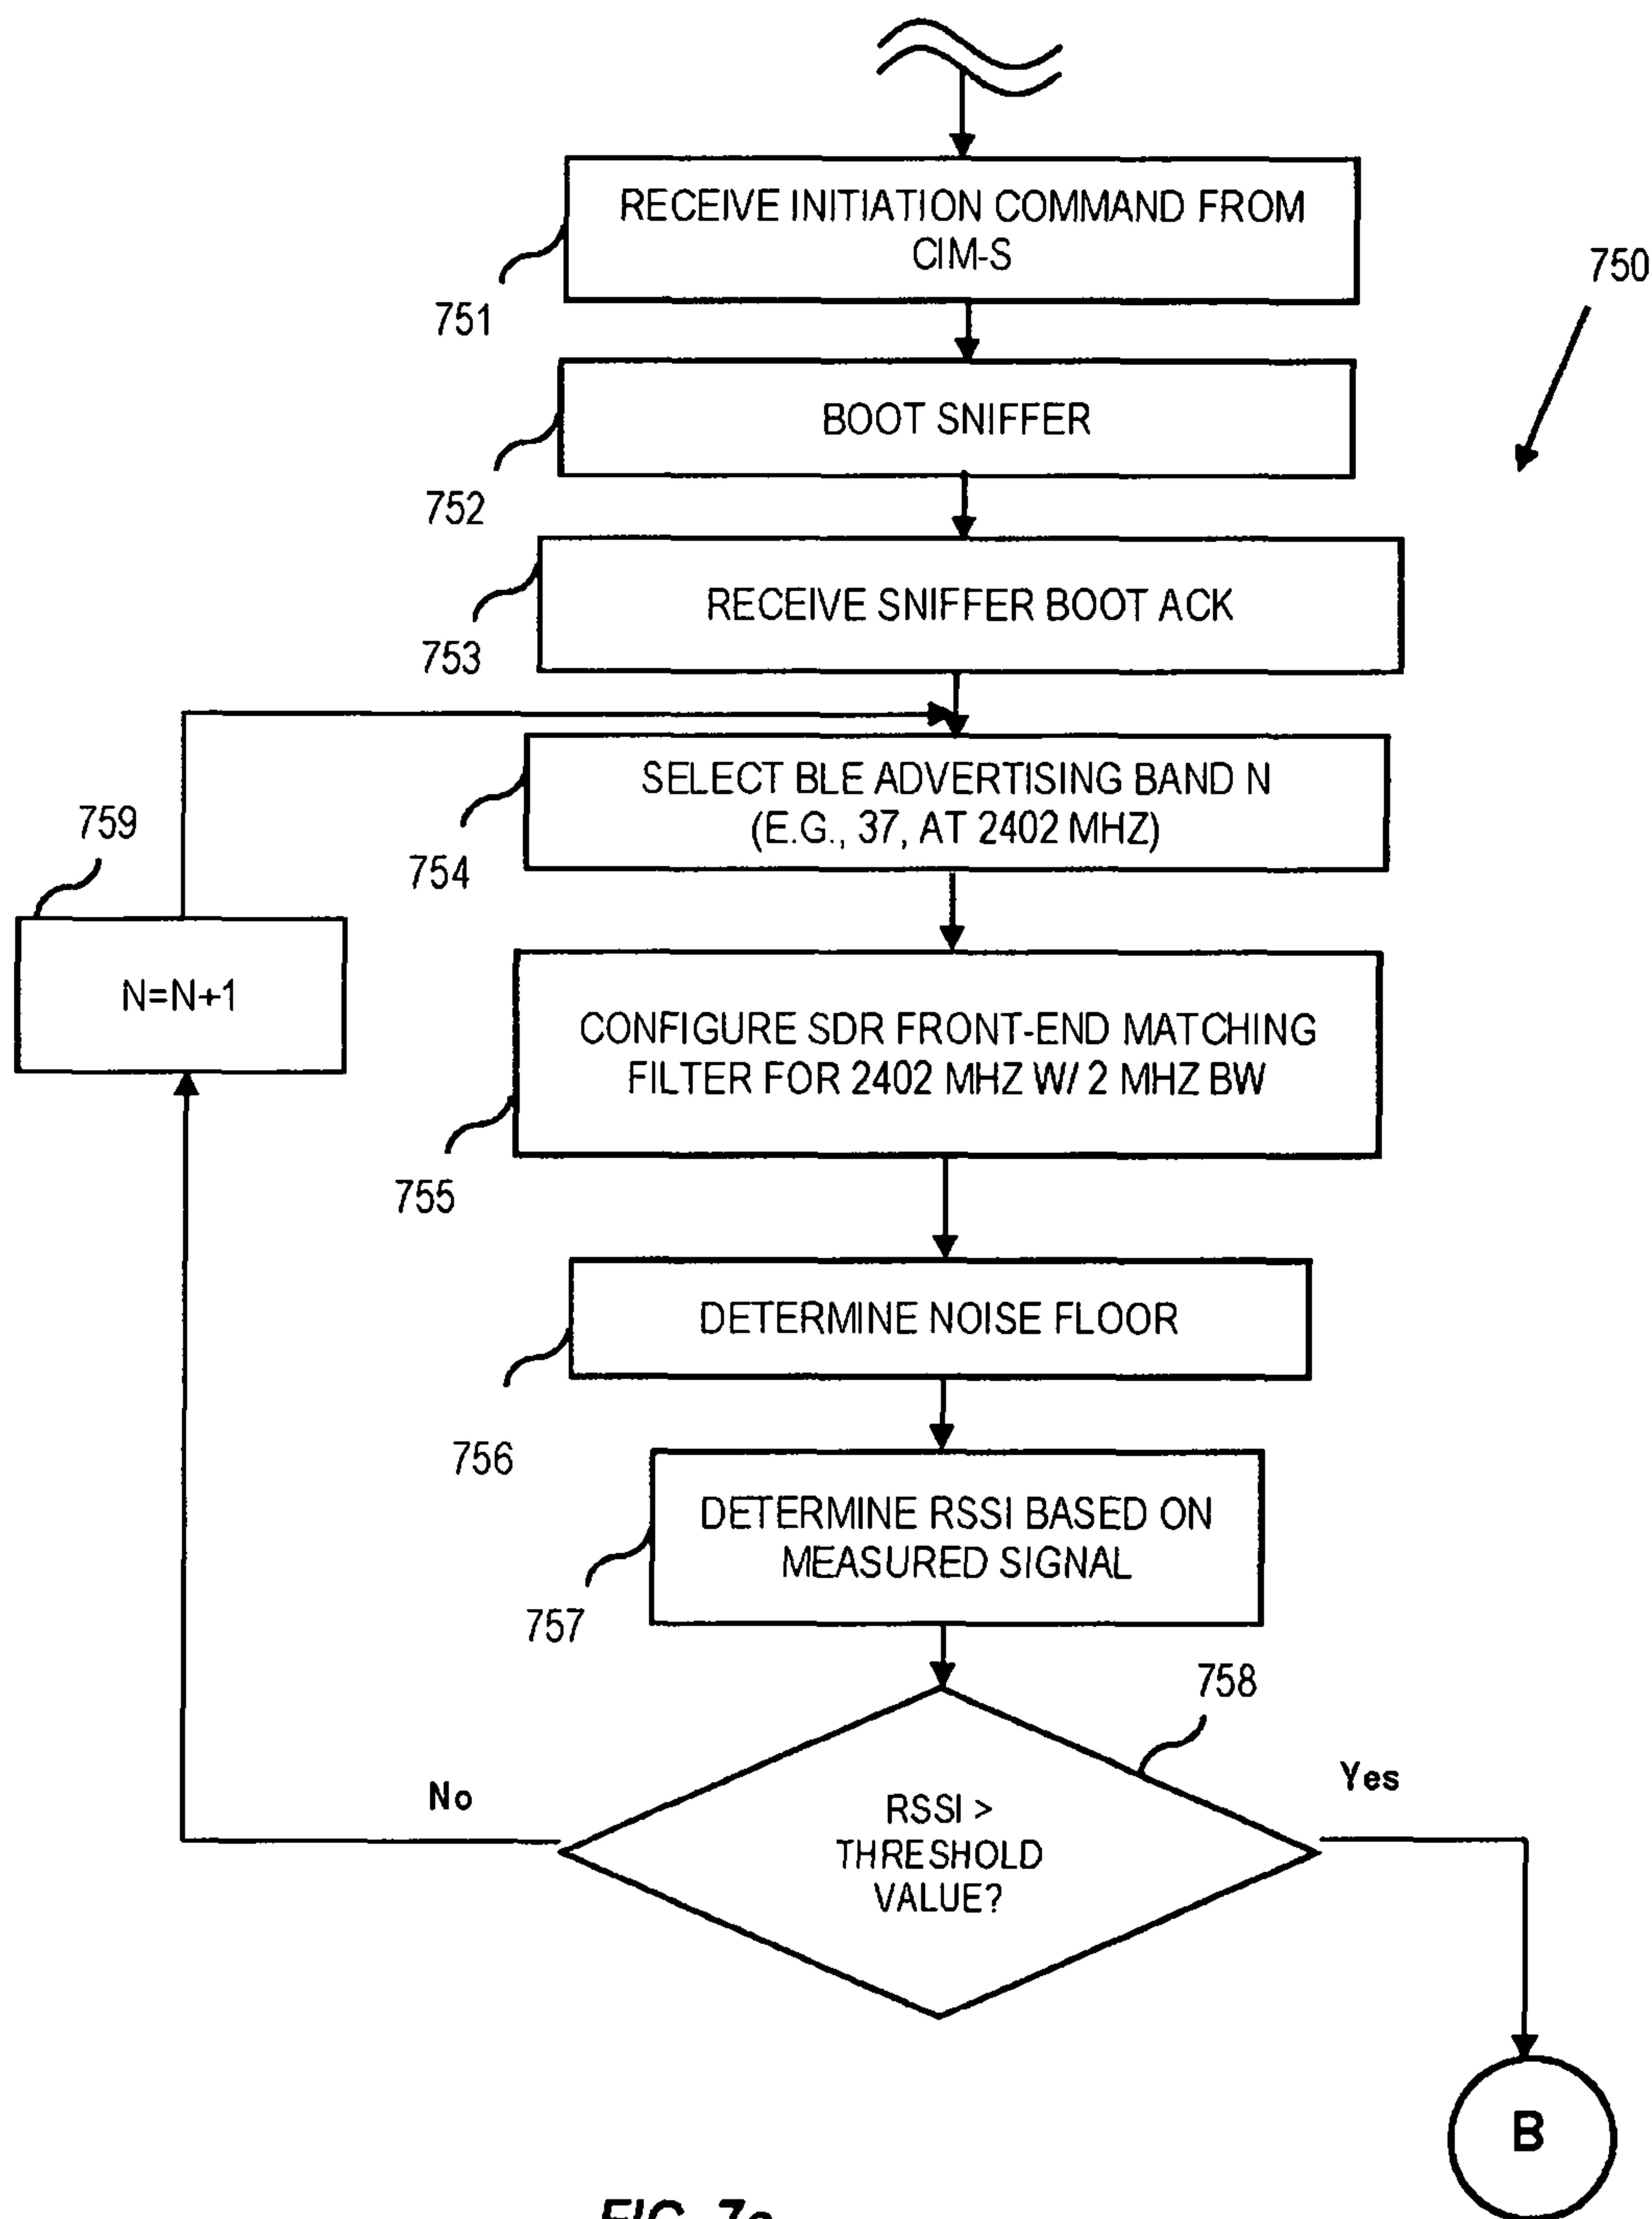 RECEIVE INITIATION COMMAND FROM
CIM-S
751
750
BOOT SNIFFER
752
RECEIVE SNIFFER BOOT ACK
753
SELECT BLE ADVERTISING BAND N
(E.G., 37, AT 2402 MHZ)
754
759
N=N+1
CONFIGURE SDR FRONT-END MATCHING
FILTER FOR 2402 MHZ W/ 2 MHZ BW
755
DETERMINE NOISE FLOOR
756
DETERMINE RSSI BASED ON
MEASURED SIGNAL
757
758
No
Yes
RSSI >
THRESHOLD
VALUE?
B